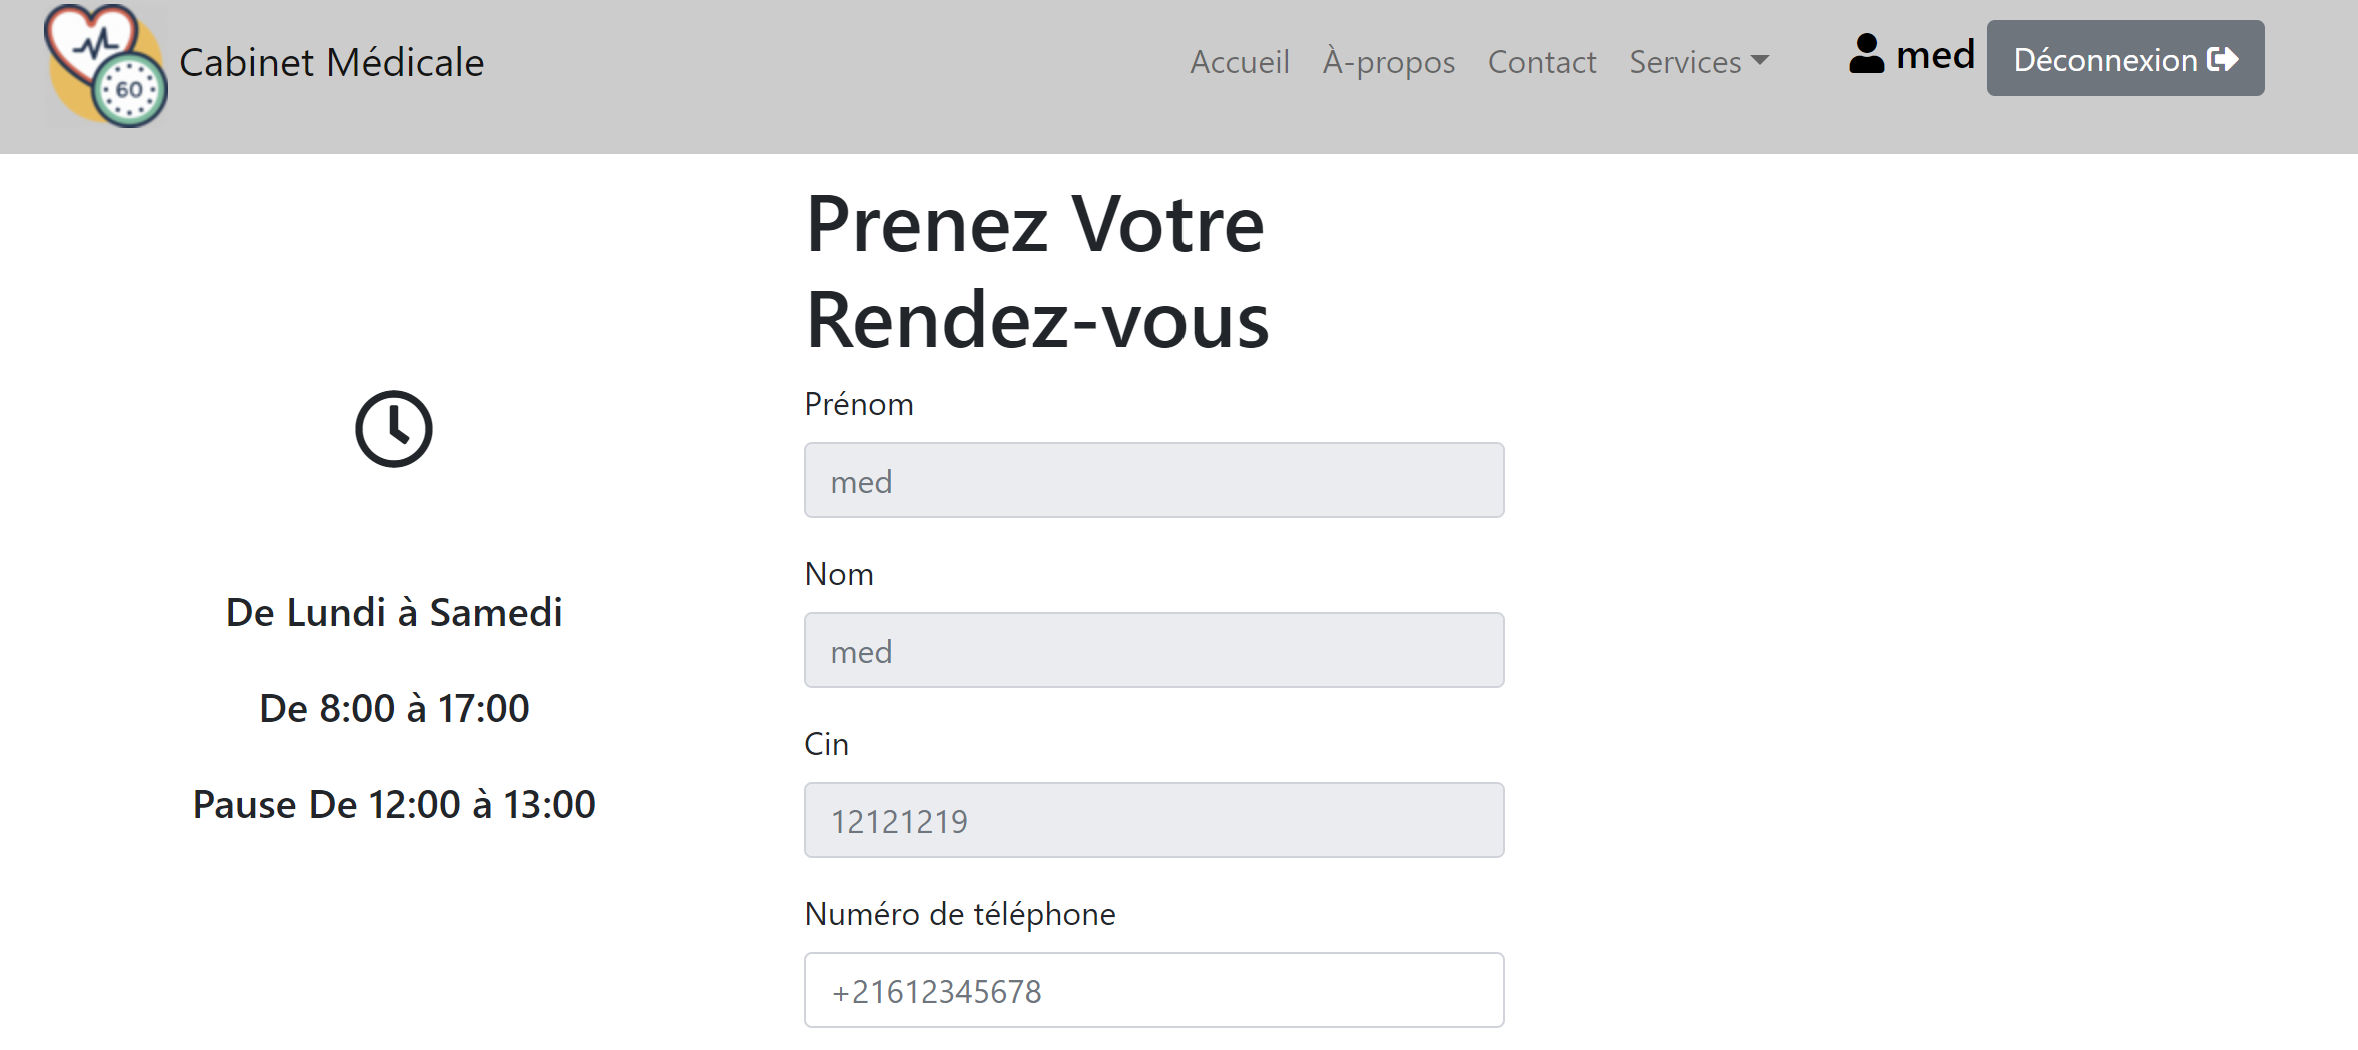 60
Cabinet Médicale
Accueil À-propos Contact Services
med
Déconnexion
De Lundi à Samedi
De 8:00 à 17:00
Pause De 12:00 à 13:00
Prenez Votre
Rendez-vous
Prénom
med
Nom
med
Cin
12121219
Numéro de téléphone
+21612345678